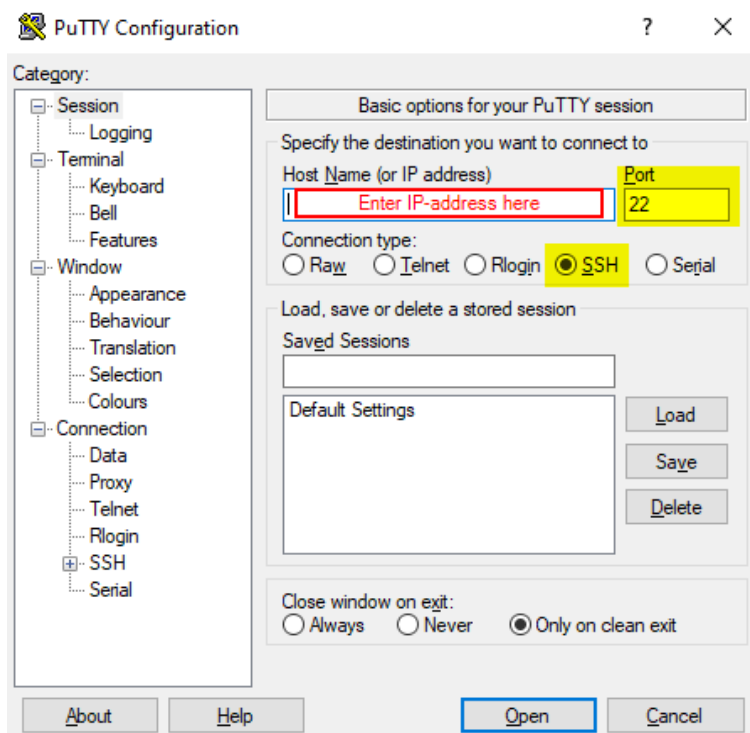 PuTTY Configuration
?
Category:
Session
Logging
Terminal
Keyboard
Bell
Features
Window
Appearance
Behaviour
Translation
Selection
Colours
Connection
Data
Proxy
Telnet
Rlogin
SSH
Serial
Basic options for your PuTTY session
Specify the destination you want to connect to
Host Name (or IP address) Port
Enter IP-address here 22
Connection type:
Raw Telnet Rlogin SSH Serial
Load, save or delete a stored session
Saved Sessions
Default Settings
Load
Save
Delete
Close window on exit:
Always Never Only on clean exit
About Help Open Cancel